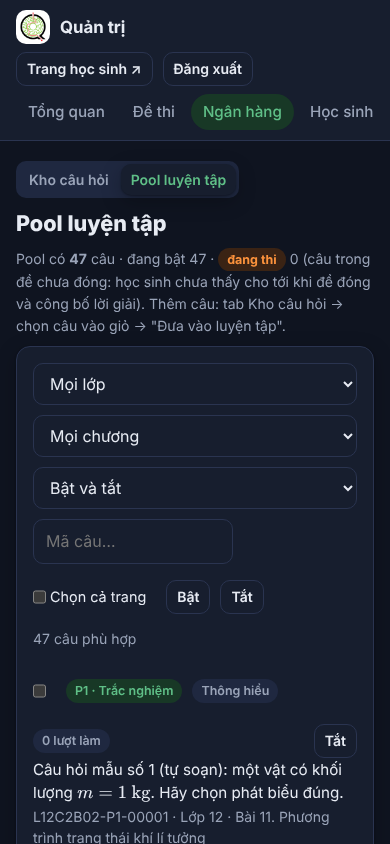 Quản trị
Trang học sinh ↗ Đăng xuất
Tổng quan Đề thi Ngân hàng Học sinh
Kho câu hỏi Pool luyện tập
Pool luyện tập
Pool có 47 câu · đang bật 47 · đang thi 0 (câu trong
đề chưa đóng: học sinh chưa thấy cho tới khi đề đóng
và công bố lời giải). Thêm câu: tab Kho câu hỏi →
chọn câu vào giỏ → "Đưa vào luyện tập".
Mọi lớp
Mọi chương
Bật và tắt
Mã câu...
Chọn cả trang Bật Tắt
47 câu phù hợp
P1 · Trắc nghiệm Thông hiểu
0 lượt làm Tắt
Câu hỏi mẫu số 1 (tự soạn): một vật có khối
lượng m = 1 kg. Hãy chọn phát biểu đúng.
L12C2B02-P1-00001 · Lớp 12 · Bài 11. Phương
trình trạng thái khí lí tưởng